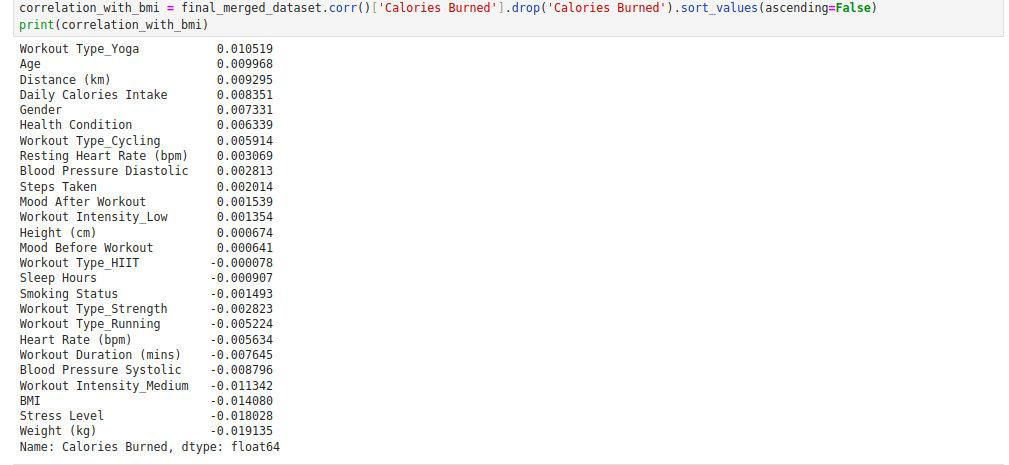 correlation_with_bmi = final_merged_dataset.corr()['Calories Burned'].drop('Calories Burned').sort_values(ascending=False)
print(correlation_with_bmi)
Workout Type_Yoga 0.010519
Age 0.009968
Distance (km) 0.009295
Daily Calories Intake 0.008351
Gender 0.007331
Health Condition 0.006339
Workout Type_Cycling 0.005914
Resting Heart Rate (bpm) 0.003069
Blood Pressure Diastolic 0.002813
Steps Taken 0.002014
Mood After Workout 0.001539
Workout Intensity_Low 0.001354
Height (cm) 0.000674
Mood Before Workout 0.000641
Workout Type_HIIT -0.000078
Sleep Hours -0.000907
Smoking Status -0.001493
Workout Type_Strength -0.002823
Workout Type_Running -0.005224
Heart Rate (bpm) -0.005634
Workout Duration (mins) -0.007645
Blood Pressure Systolic -0.008796
Workout Intensity_Medium -0.011342
BMI -0.014080
Stress Level -0.018028
Weight (kg) -0.019135
Name: Calories Burned, dtype: float64